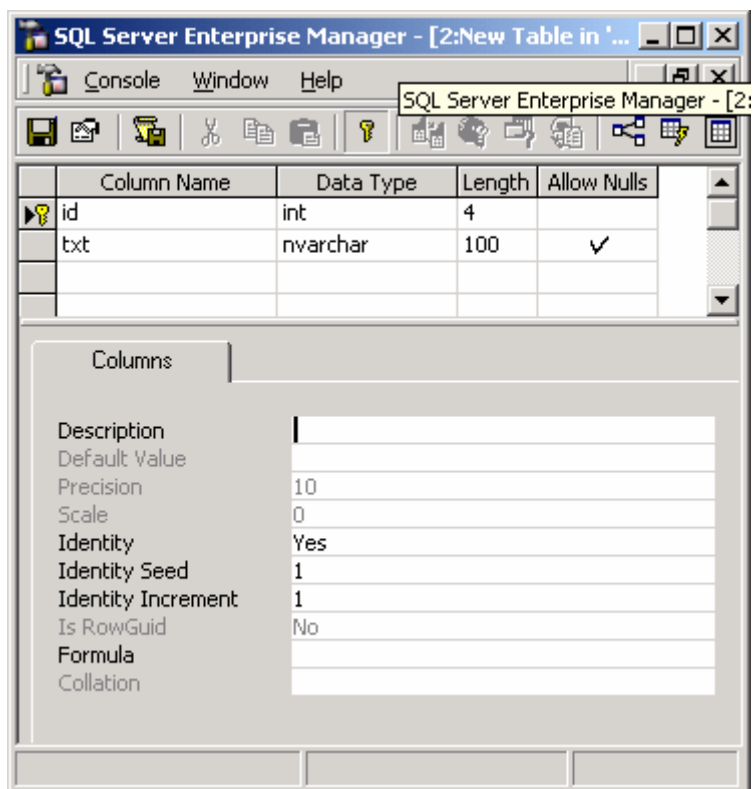 SQL Server Enterprise Manager - [2:New Table in '...
Console Window Help
SQL Server Enterprise Manager - [2:
Column Name Data Type Length Allow Nulls
id int 4
txt nvarchar 100
Columns
Description
Default Value
Precision 10
Scale 0
Identity Yes
Identity Seed 1
Identity Increment 1
Is RowGuid No
Formula
Collation